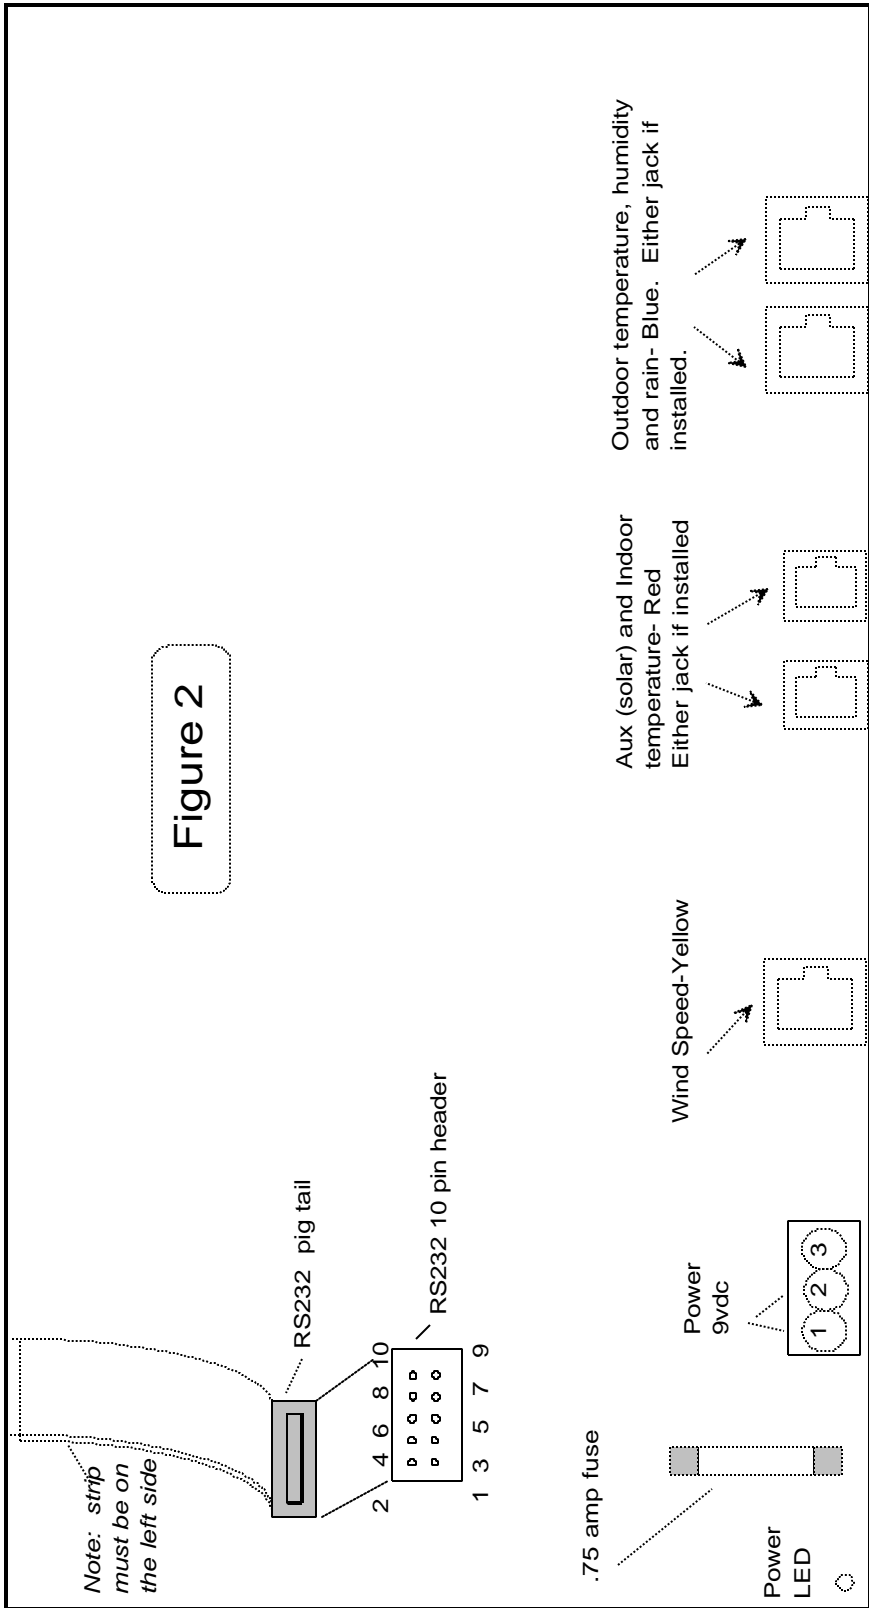 Figure 2
Note: strip
must be on
the left side
RS232 pig tail
2 4 6 8 10
1 3 5 7 9
RS232 10 pin header
.75 amp fuse
Power
LED
Power
9vdc
1 2 3
Wind Speed-Yellow
Aux (solar) and Indoor
temperature- Red
Either jack if installed
Outdoor temperature, humidity
and rain- Blue. Either jack if
installed.